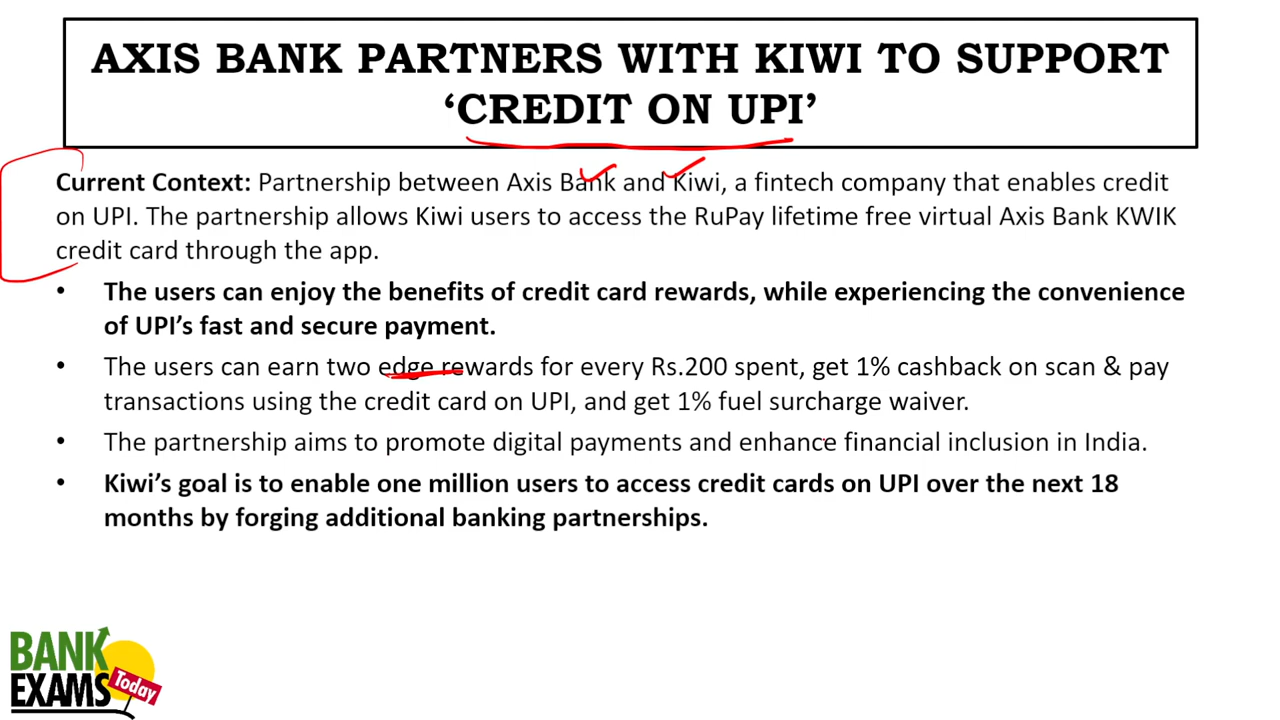 AXIS BANK PARTNERS WITH KIWI TO SUPPORT
‘CREDIT ON UPI’
Current Context: Partnership between Axis Bank and Kiwi, a fintech company that enables credit
on UPI. The partnership allows Kiwi users to access the RuPay lifetime free virtual Axis Bank KWIK
credit card through the app.
• The users can enjoy the benefits of credit card rewards, while experiencing the convenience
of UPI’s fast and secure payment.
• The users can earn two edge rewards for every Rs.200 spent, get 1% cashback on scan & pay
transactions using the credit card on UPI, and get 1% fuel surcharge waiver.
• The partnership aims to promote digital payments and enhance financial inclusion in India.
• Kiwi’s goal is to enable one million users to access credit cards on UPI over the next 18
months by forging additional banking partnerships.
BANK
EXAMS
Today